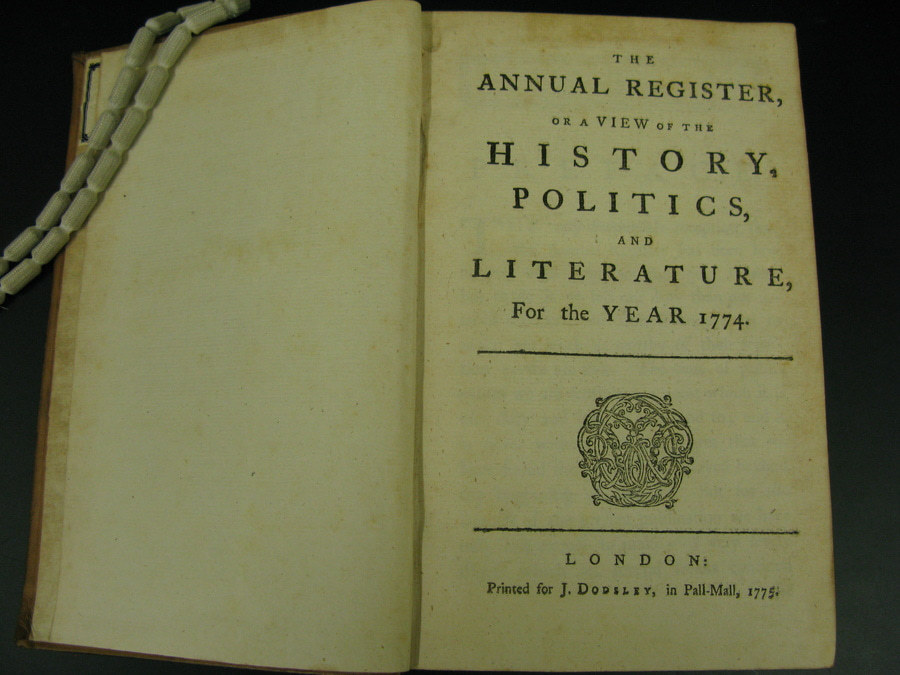 THE
ANNUAL REGISTER,
OR A VIEW OF THE
HISTORY,
POLITICS,
AND
LITERATURE,
For the YEAR 1774.
LONDON:
Printed for J. DODSLEY, in Pall-Mall, 1775.